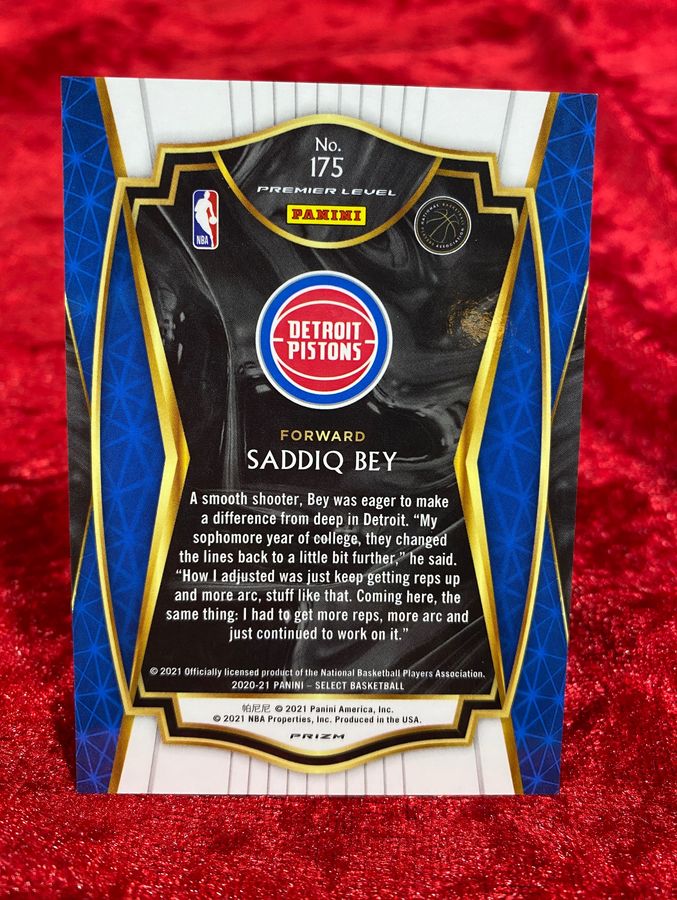 No.
175
PREMIER LEVEL
PANINI
NBA
NATIONAL BASKETBALL
PLAYERS ASSOCIATION
DETROIT
PISTONS
FORWARD
SADDIQ BEY
A smooth shooter, Bey was eager to make
a difference from deep in Detroit. “My
sophomore year of college, they changed
the lines back to a little bit further,” he said.
“How I adjusted was just keep getting reps up
and more arc, stuff like that. Coming here, the
same thing: I had to get more reps, more arc and
just continued to work on it.”
© 2021 Officially licensed product of the National Basketball Players Association.
2020-21 PANINI – SELECT BASKETBALL
帕尼尼 © 2021 Panini America, Inc.
© 2021 NBA Properties, Inc. Produced in the USA.
PRIZM